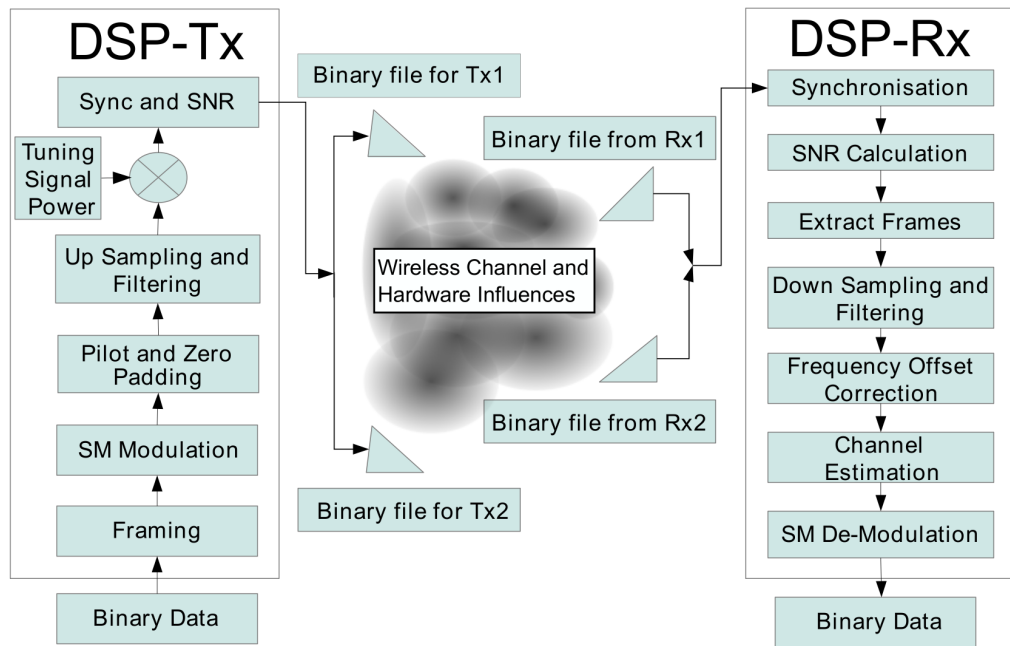 DSP-Tx
Sync and SNR
Tuning
Signal
Power
Up Sampling and
Filtering
Pilot and Zero
Padding
SM Modulation
Framing
Binary Data
Binary file for Tx1
Binary file from Rx1
Wireless Channel and
Hardware Influences
Binary file from Rx2
Binary file for Tx2
DSP-Rx
Synchronisation
SNR Calculation
Extract Frames
Down Sampling and
Filtering
Frequency Offset
Correction
Channel
Estimation
SM De-Modulation
Binary Data